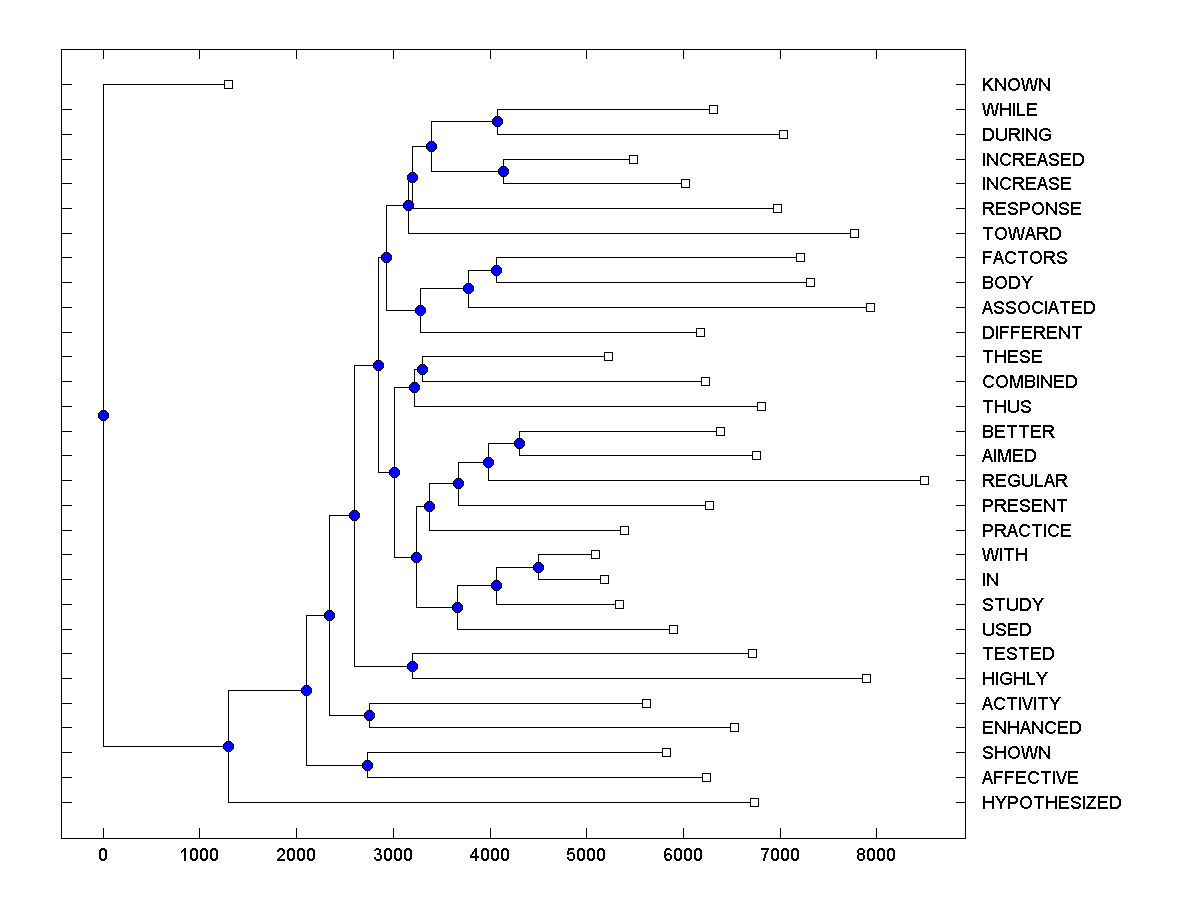 KNOWN
WHILE
DURING
INCREASED
INCREASE
RESPONSE
TOWARD
FACTORS
BODY
ASSOCIATED
DIFFERENT
THESE
COMBINED
THUS
BETTER
AIMED
REGULAR
PRESENT
PRACTICE
WITH
IN
STUDY
USED
TESTED
HIGHLY
ACTIVITY
ENHANCED
SHOWN
AFFECTIVE
HYPOTHESIZED
0 1000 2000 3000 4000 5000 6000 7000 8000